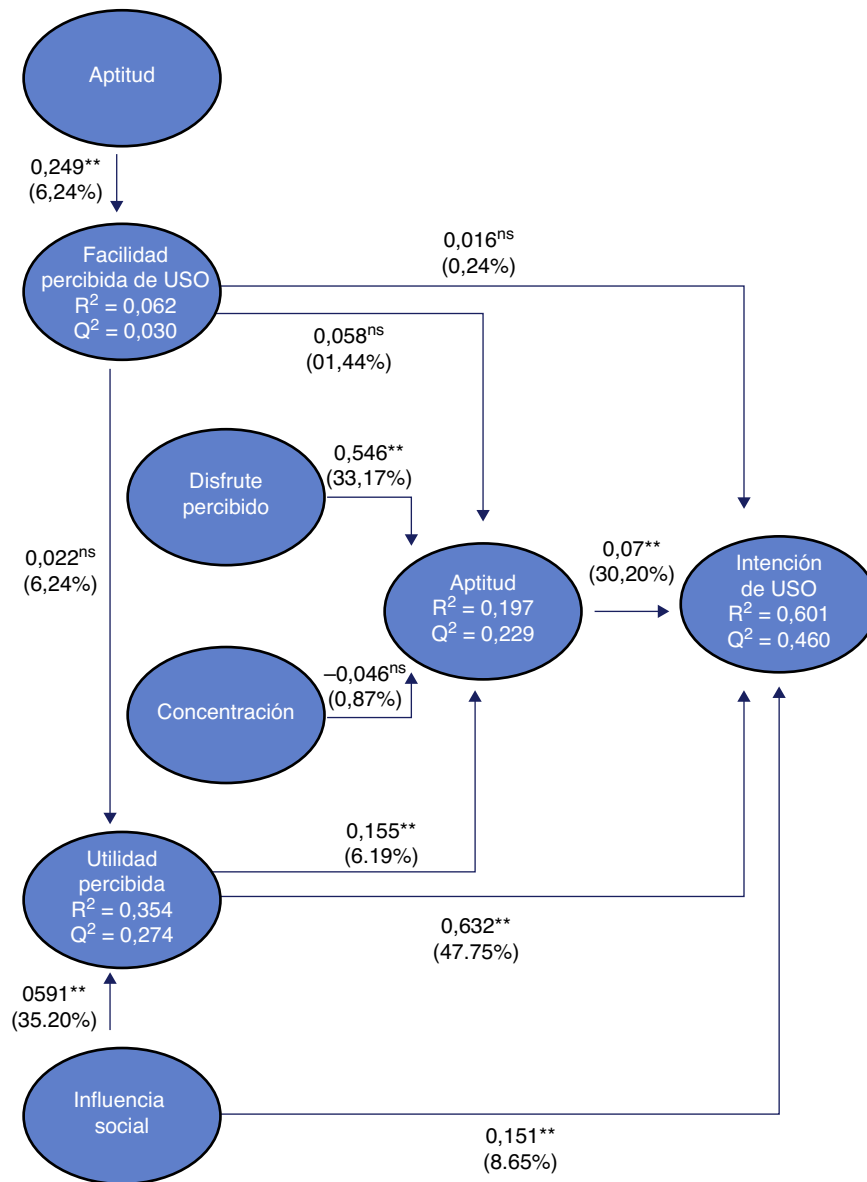 Aptitud
0,249**
(6,24%)
Facilidad
percibida de USO
R² = 0,062
Q² = 0,030
0,016ⁿˢ
(0,24%)
0,058ⁿˢ
(01,44%)
Disfrute
percibido
0,546**
(33,17%)
0,022ⁿˢ
(6,24%)
Aptitud
R² = 0,197
Q² = 0,229
0,07**
(30,20%)
Intención
de USO
R² = 0,601
Q² = 0,460
Concentración
–0,046ⁿˢ
(0,87%)
Utilidad
percibida
R² = 0,354
Q² = 0,274
0,155**
(6.19%)
0,632**
(47.75%)
0591**
(35.20%)
Influencia
social
0,151**
(8.65%)